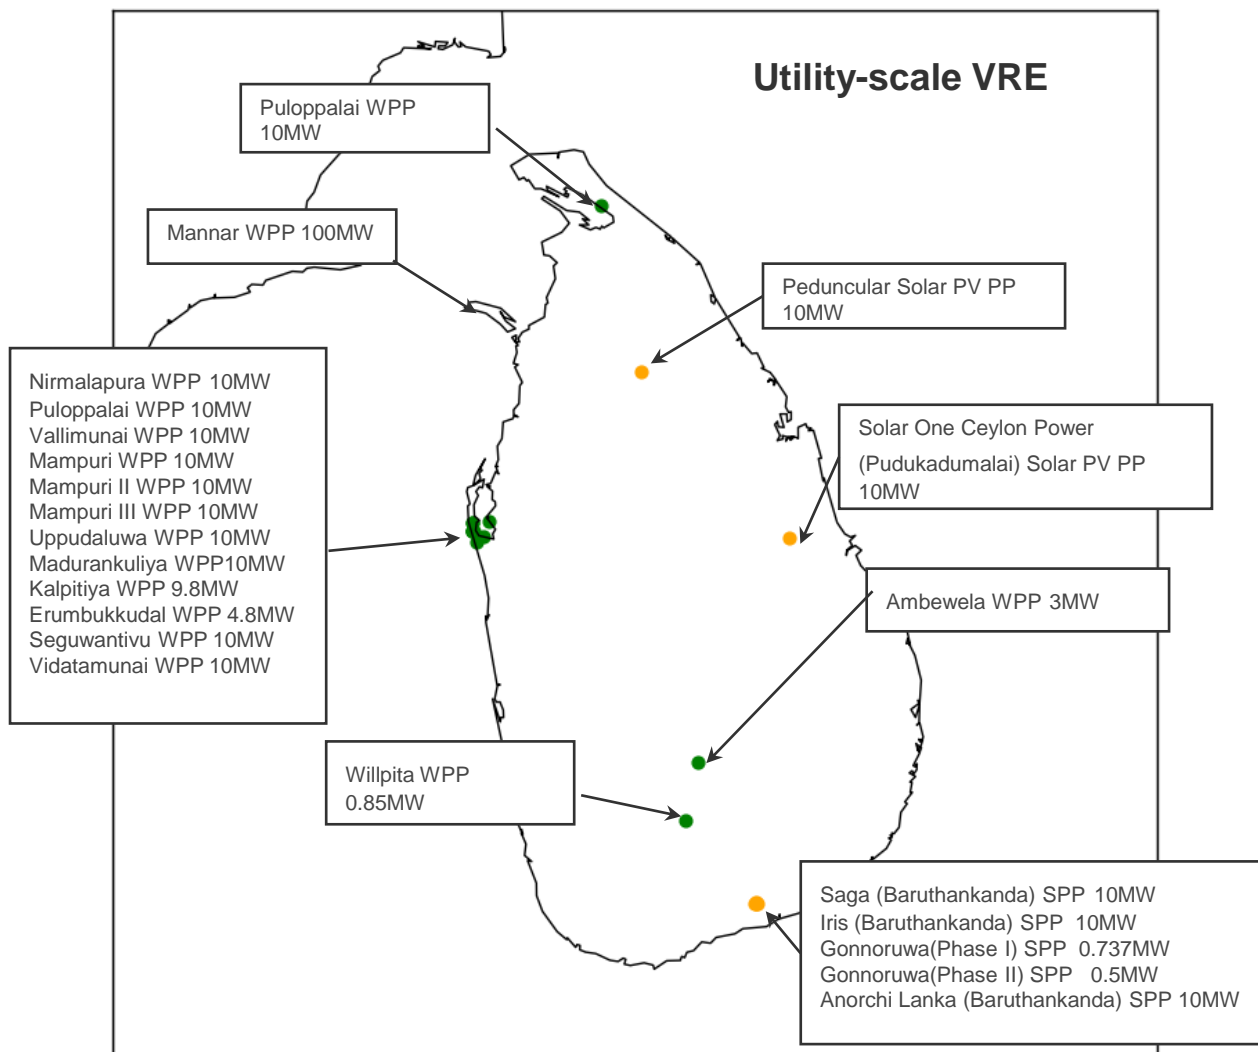 Utility-scale VRE
Puloppalai WPP
10MW
Mannar WPP 100MW
Peduncular Solar PV PP
10MW
Nirmalapura WPP 10MW
Puloppalai WPP 10MW
Vallimunai WPP 10MW
Mampuri WPP 10MW
Mampuri II WPP 10MW
Mampuri III WPP 10MW
Uppudaluwa WPP 10MW
Madurankuliya WPP10MW
Kalpitiya WPP 9.8MW
Erumbukkudal WPP 4.8MW
Seguwantivu WPP 10MW
Vidatamunai WPP 10MW
Solar One Ceylon Power
(Pudukadumalai) Solar PV PP
10MW
Ambewela WPP 3MW
Willpita WPP
0.85MW
Saga (Baruthankanda) SPP 10MW
Iris (Baruthankanda) SPP 10MW
Gonnoruwa(Phase I) SPP 0.737MW
Gonnoruwa(Phase II) SPP 0.5MW
Anorchi Lanka (Baruthankanda) SPP 10MW